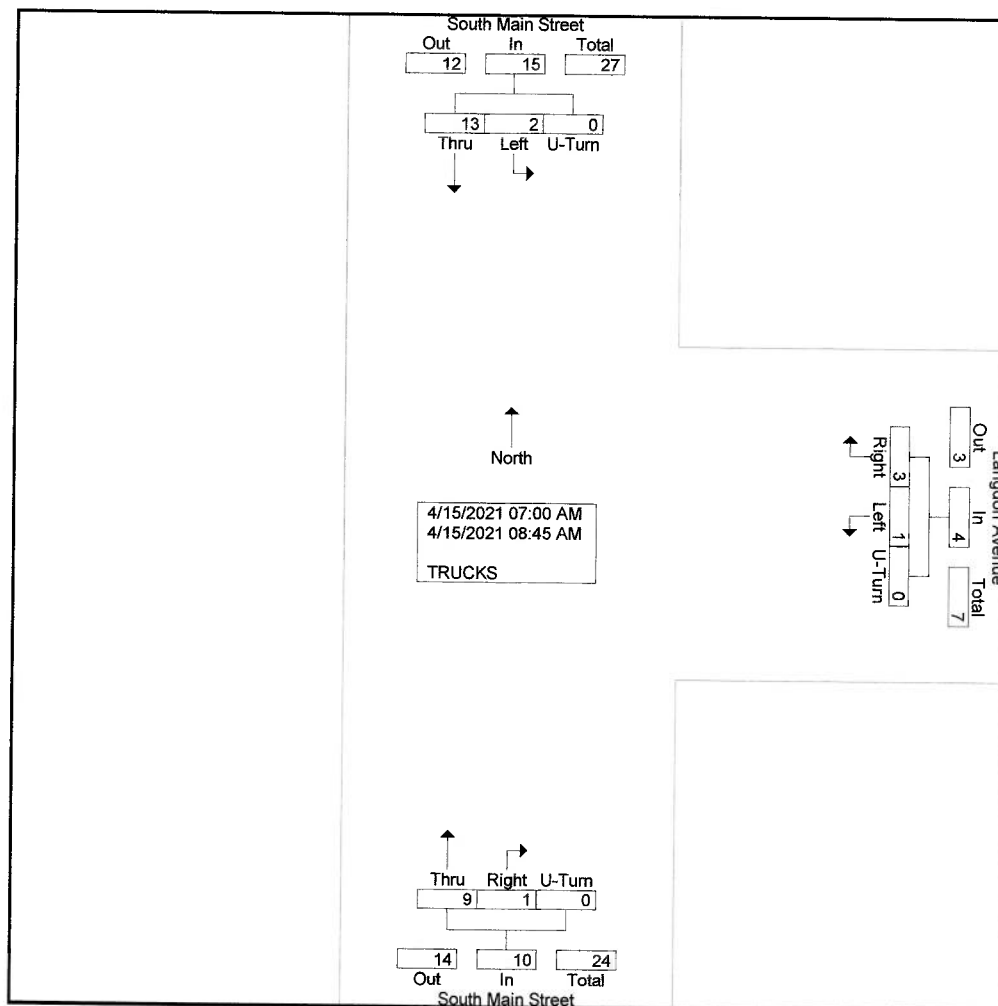 South Main Street
Out In Total
12 15 27
13 2 0
Thru Left U-Turn
North
4/15/2021 07:00 AM
4/15/2021 08:45 AM
TRUCKS
Out In Total
3 4 7
3 1 0
Right Left U-Turn
Thru Right U-Turn
9 1 0
14 10 24
Out In Total
South Main Street